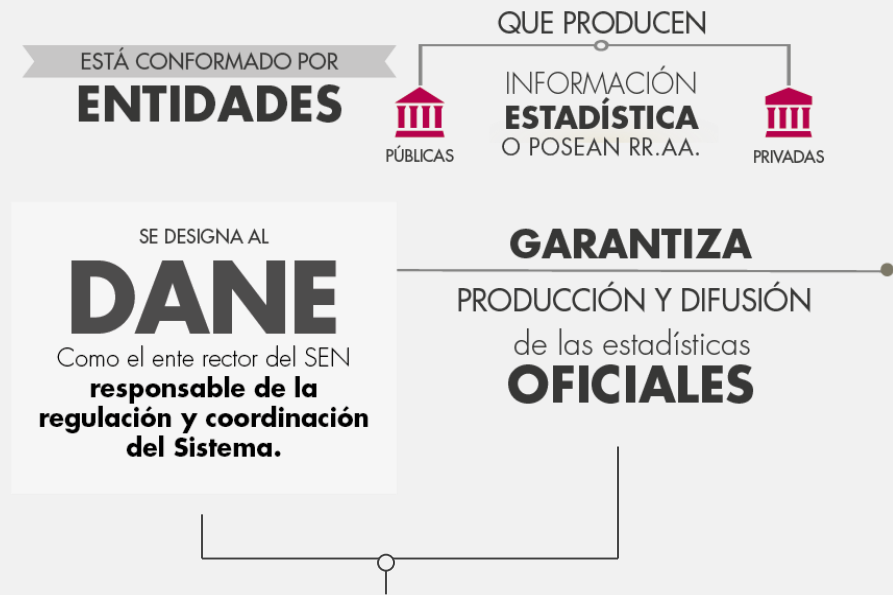 ESTÁ CONFORMADO POR
ENTIDADES
QUE PRODUCEN
INFORMACIÓN
ESTADÍSTICA
O POSEAN RR.AA.
PÚBLICAS
PRIVADAS
SE DESIGNA AL
DANE
Como el ente rector del SEN
responsable de la
regulación y coordinación
del Sistema.
GARANTIZA
PRODUCCIÓN Y DIFUSIÓN
de las estadísticas
OFICIALES